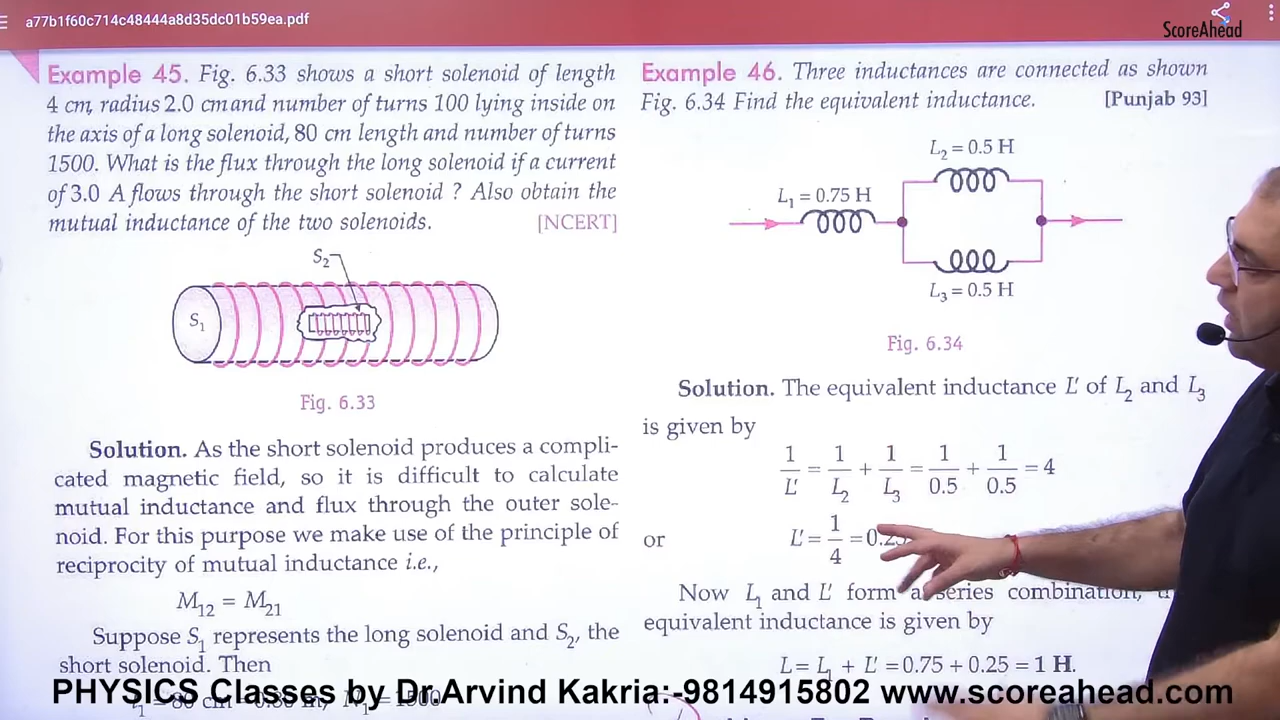 a77b1f60c714c48444a8d35dc01b59ea.pdf
ScoreAhead
Example 45. Fig. 6.33 shows a short solenoid of length
4 cm, radius 2.0 cm and number of turns 100 lying inside on
the axis of a long solenoid, 80 cm length and number of turns
1500. What is the flux through the long solenoid if a current
of 3.0 A flows through the short solenoid ? Also obtain the
mutual inductance of the two solenoids. [NCERT]
S₂
S₁
Fig. 6.33
Solution. As the short solenoid produces a compli-
cated magnetic field, so it is difficult to calculate
mutual inductance and flux through the outer sole-
noid. For this purpose we make use of the principle of
reciprocity of mutual inductance i.e.,
M₁₂ = M₂₁
Suppose S₁ represents the long solenoid and S₂, the
short solenoid. Then
l₁ = 80 cm = 0.80 m, N₁ = 1500
Example 46. Three inductances are connected as shown
Fig. 6.34 Find the equivalent inductance. [Punjab 93]
L₂ = 0.5 H
L₁ = 0.75 H
L₃ = 0.5 H
Fig. 6.34
Solution. The equivalent inductance L' of L₂ and L₃
is given by
1/L' = 1/L₂ + 1/L₃ = 1/0.5 + 1/0.5 = 4
or L' = 1/4 = 0.25
Now L₁ and L' form a series combination,
equivalent inductance is given by
L = L₁ + L' = 0.75 + 0.25 = 1 H.
PHYSICS Classes by Dr.Arvind Kakria:-9814915802 www.scoreahead.com